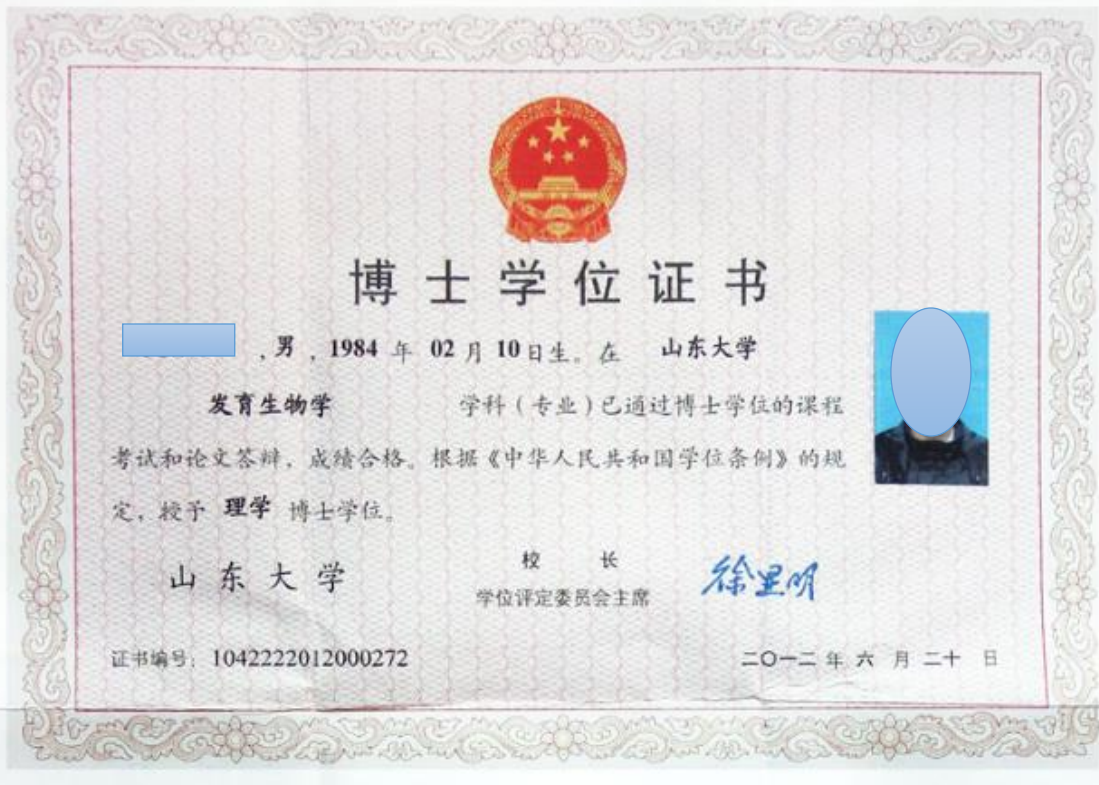 博士学位证书
，男，1984 年 02 月 10 日生。在 山东大学
发育生物学 学科（专业）已通过博士学位的课程
考试和论文答辩，成绩合格。根据《中华人民共和国学位条例》的规
定，授予 理学 博士学位。
山东大学
校长
徐显明
学位评定委员会主席
证书编号：1042222012000272
二〇一二 年 六 月 二十 日